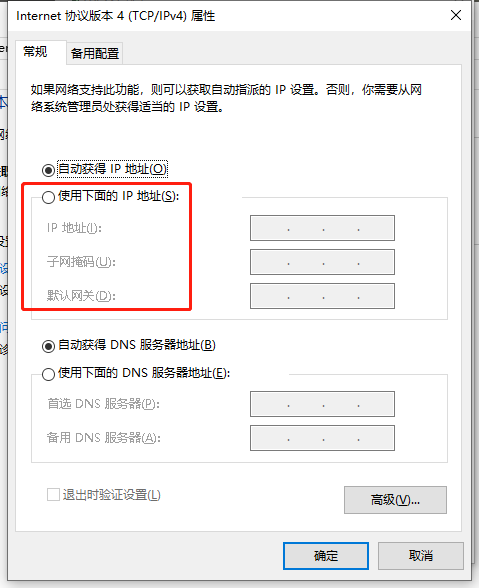 Internet 协议版本 4 (TCP/IPv4) 属性
常规
备用配置
如果网络支持此功能，则可以获取自动指派的 IP 设置。否则，你需要从网
络系统管理员处获得适当的 IP 设置。
自动获得 IP 地址(O)
使用下面的 IP 地址(S):
IP 地址(I):
子网掩码(U):
默认网关(D):
自动获得 DNS 服务器地址(B)
使用下面的 DNS 服务器地址(E):
首选 DNS 服务器(P):
备用 DNS 服务器(A):
退出时验证设置(L)
高级(V)...
确定
取消